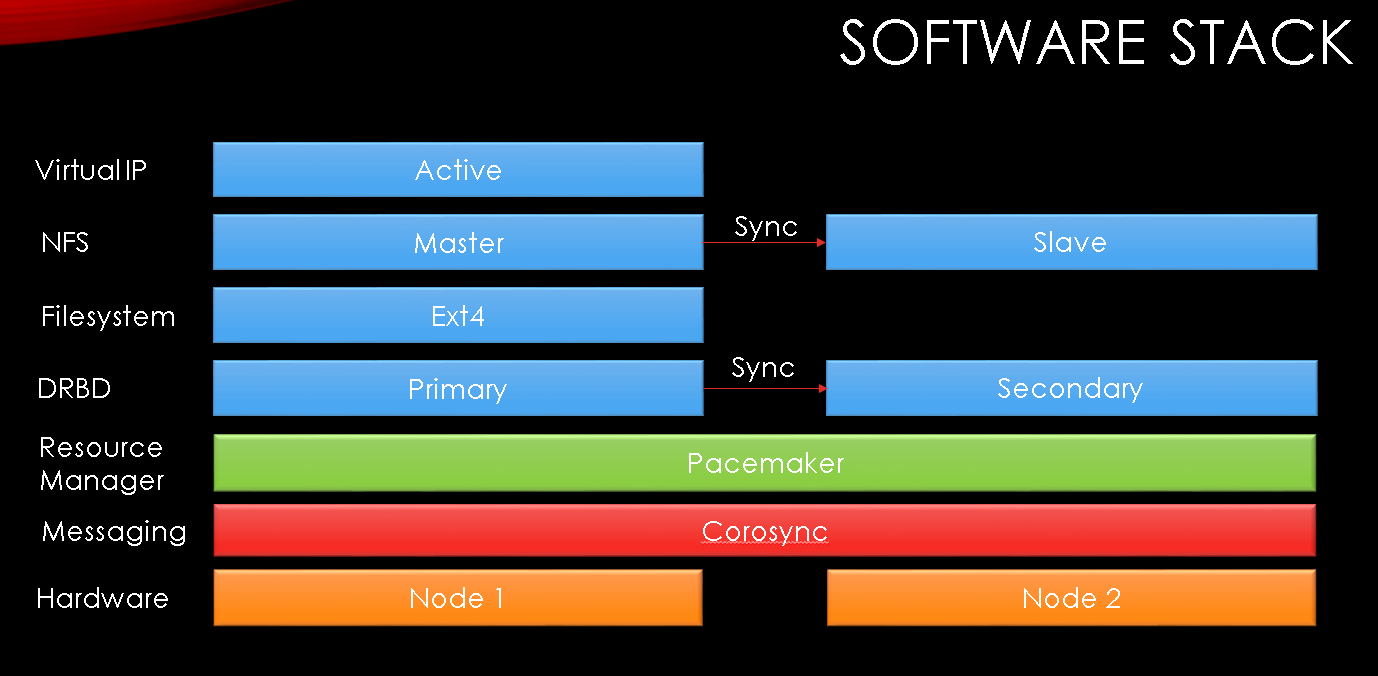 SOFTWARE STACK
Virtual IP
Active
NFS
Master
Sync
Slave
Filesystem
Ext4
DRBD
Primary
Sync
Secondary
Resource
Manager
Pacemaker
Messaging
Corosync
Hardware
Node 1
Node 2